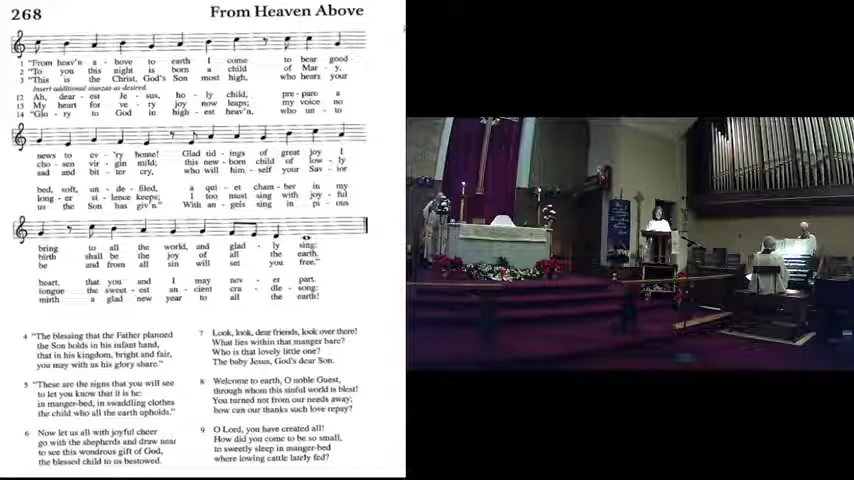 268 From Heaven Above
1 "From heav'n a - bove to earth I come to bear good -
2 "To you this night is born a child of Mar - y,
3 "This is the Christ, God's Son most high, who hears your
Insert additional stanzas as desired.
12 Ah, dear - est Je - sus, ho - ly child, pre - pare a
13 My heart for ve - ry joy now leaps; my voice no
14 "Glo - ry to God in high - est heav'n, who un - to
news to ev - 'ry home! Glad tid - ings of great joy I
cho - sen vir - gin mild; this new - born child of low - ly
sad and bit - ter cry, who will him - self your Sav - ior
bed, soft, un - de - filed, a qui - et cham - ber in my
long - er si - lence keeps; I too must sing with joy - ful
us the Son has giv'n." With an - gels sing in pi - ous
bring to all the world, and glad - ly sing:
birth shall be the joy of all the earth.
be and from all sin will set you free."
heart, that you and I may nev - er part.
tongue the sweet - est an - cient cra - dle - song:
mirth a glad new year to all the earth!
4 "The blessing that the Father planned
the Son holds in his infant hand,
that in his kingdom, bright and fair,
you may with us his glory share."
5 "These are the signs that you will see
to let you know that it is he:
in manger-bed, in swaddling clothes
the child who all the earth upholds."
6 Now let us all with joyful cheer
go with the shepherds and draw near
to see this wondrous gift of God,
the blessed child to us bestowed.
7 Look, look, dear friends, look over there!
What lies within that manger bare?
Who is that lovely little one?
The baby Jesus, God's dear Son.
8 Welcome to earth, O noble Guest,
through whom this sinful world is blest!
You turned not from our needs away;
how can our thanks such love repay?
9 O Lord, you have created all!
How did you come to be so small,
to sweetly sleep in manger-bed
where lowing cattle lately fed?